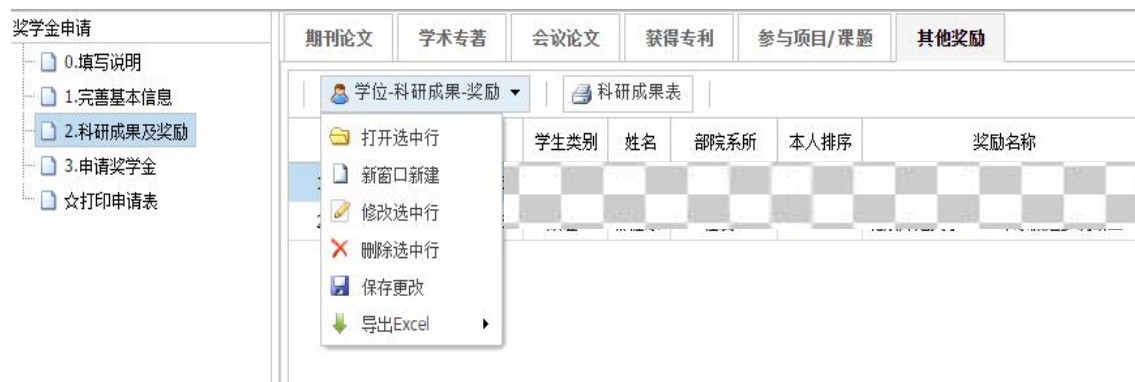 奖学金申请
0.填写说明
1.完善基本信息
2.科研成果及奖励
3.申请奖学金
☆打印申请表
期刊论文 学术专著 会议论文 获得专利 参与项目/课题 其他奖励
学位-科研成果-奖励 科研成果表
学生类别 姓名 部院系所 本人排序 奖励名称
打开选中行
新窗口新建
修改选中行
删除选中行
保存更改
导出Excel